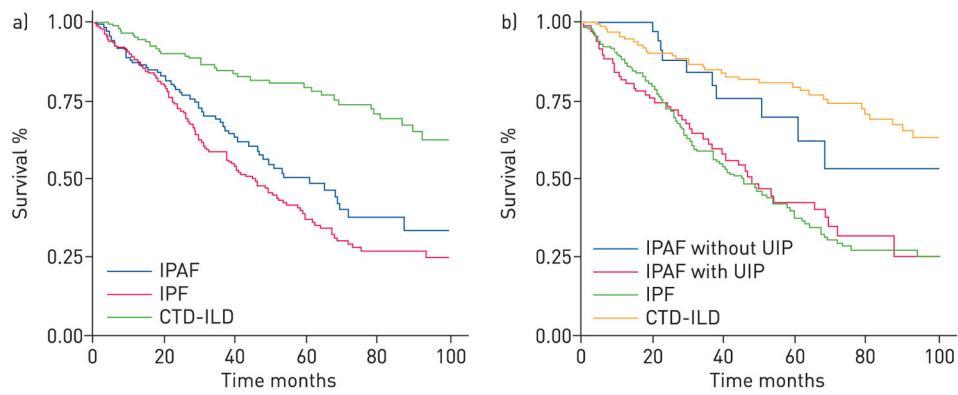 a)
1.00
0.75
0.50
0.25
0.00
Survival %
IPAF
IPF
CTD-ILD
0 20 40 60 80 100
Time months
b)
1.00
0.75
0.50
0.25
0.00
Survival %
IPAF without UIP
IPAF with UIP
IPF
CTD-ILD
0 20 40 60 80 100
Time months